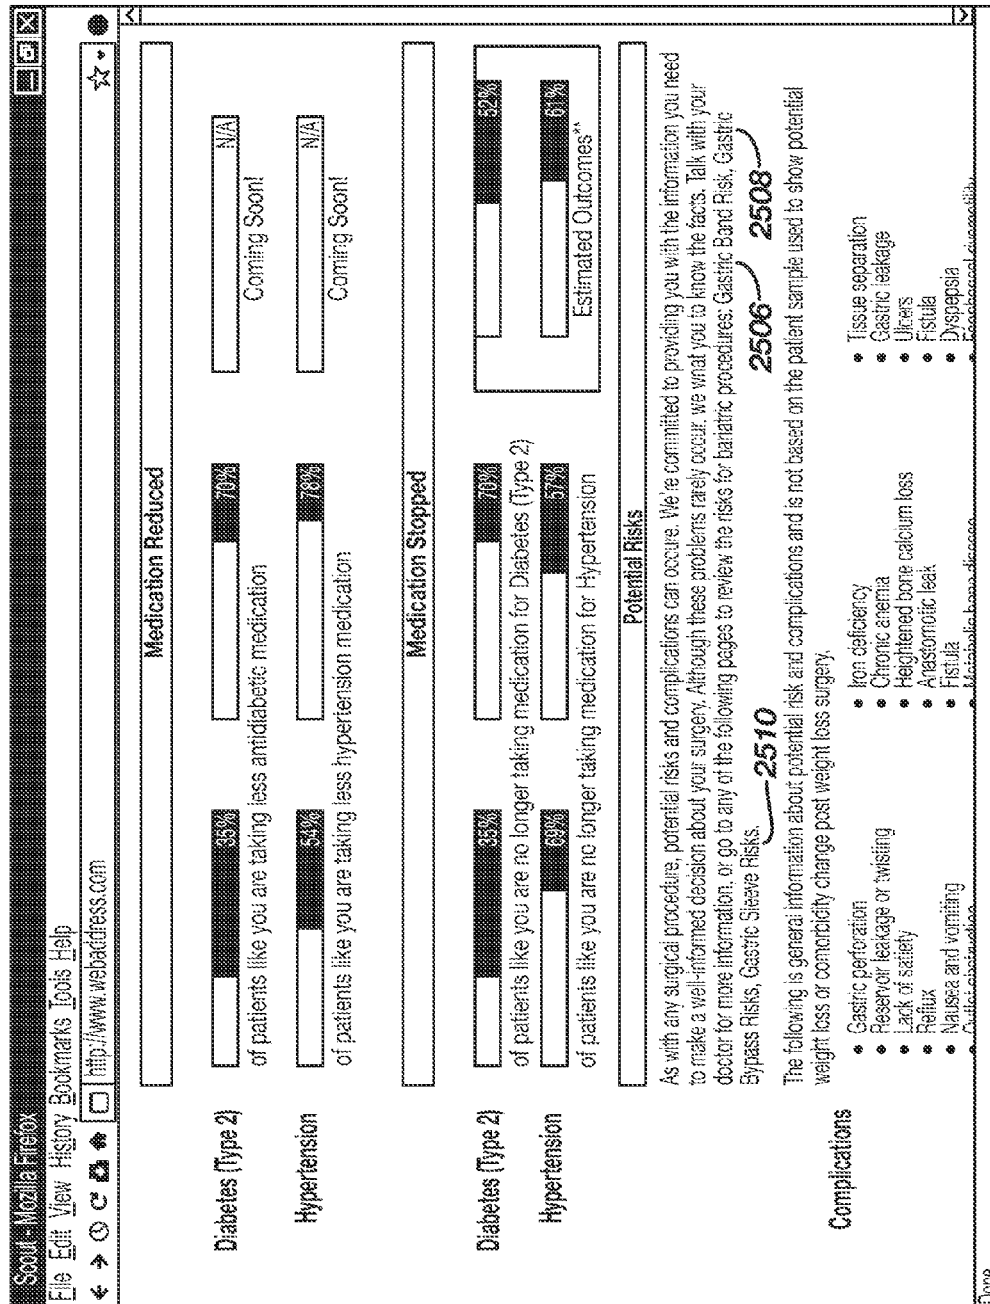 Scout - Mozilla Firefox
File Edit View History Bookmarks Tools Help
http://www.webaddress.com
Medication Reduced
Diabetes (Type 2)
35%
70%
N/A
of patients like you are taking less antidiabetic medication
Coming Soon!
Hypertension
54%
78%
N/A
of patients like you are taking less hypertension medication
Coming Soon!
Medication Stopped
Diabetes (Type 2)
35%
70%
52%
of patients like you are no longer taking medication for Diabetes (Type 2)
Hypertension
69%
57%
61%
of patients like you are no longer taking medication for Hypertension
Estimated Outcomes**
Potential Risks
As with any surgical procedure, potential risks and complications can occure. We're committed to providing you with the information you need
to make a well-informed decision about your surgery. Although these problems rarely occur, we what you to know the facts. Talk with your
doctor for more information, or go to any of the following pages to review the risks for bariatric procedures: Gastric Band Risk, Gastric
Bypass Risks, Gastric Sleeve Risks.
2510
2506
2508
The following is general information about potential risk and complications and is not based on the patient sample used to show potential
weight loss or comorbidity change post weight loss surgery.
Complications
• Gastric perforation
• Reservoir leakage or twisting
• Lack of satiety
• Reflux
• Nausea and vomiting
• Iron deficiency
• Chronic anemia
• Heightened bone calcium loss
• Anastomotic leak
• Fistula
• Metabolic bone disease
• Tissue separation
• Gastric leakage
• Ulcers
• Fistula
• Dyspepsia
Done